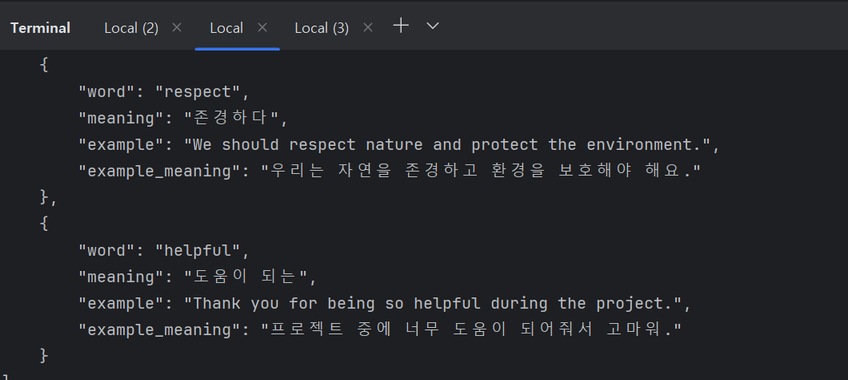 Terminal Local (2) × Local × Local (3) × +
{
"word": "respect",
"meaning": "존경하다",
"example": "We should respect nature and protect the environment.",
"example_meaning": "우리는 자연을 존경하고 환경을 보호해야 해요."
},
{
"word": "helpful",
"meaning": "도움이 되는",
"example": "Thank you for being so helpful during the project.",
"example_meaning": "프로젝트 중에 너무 도움이 되어줘서 고마워."
}
]